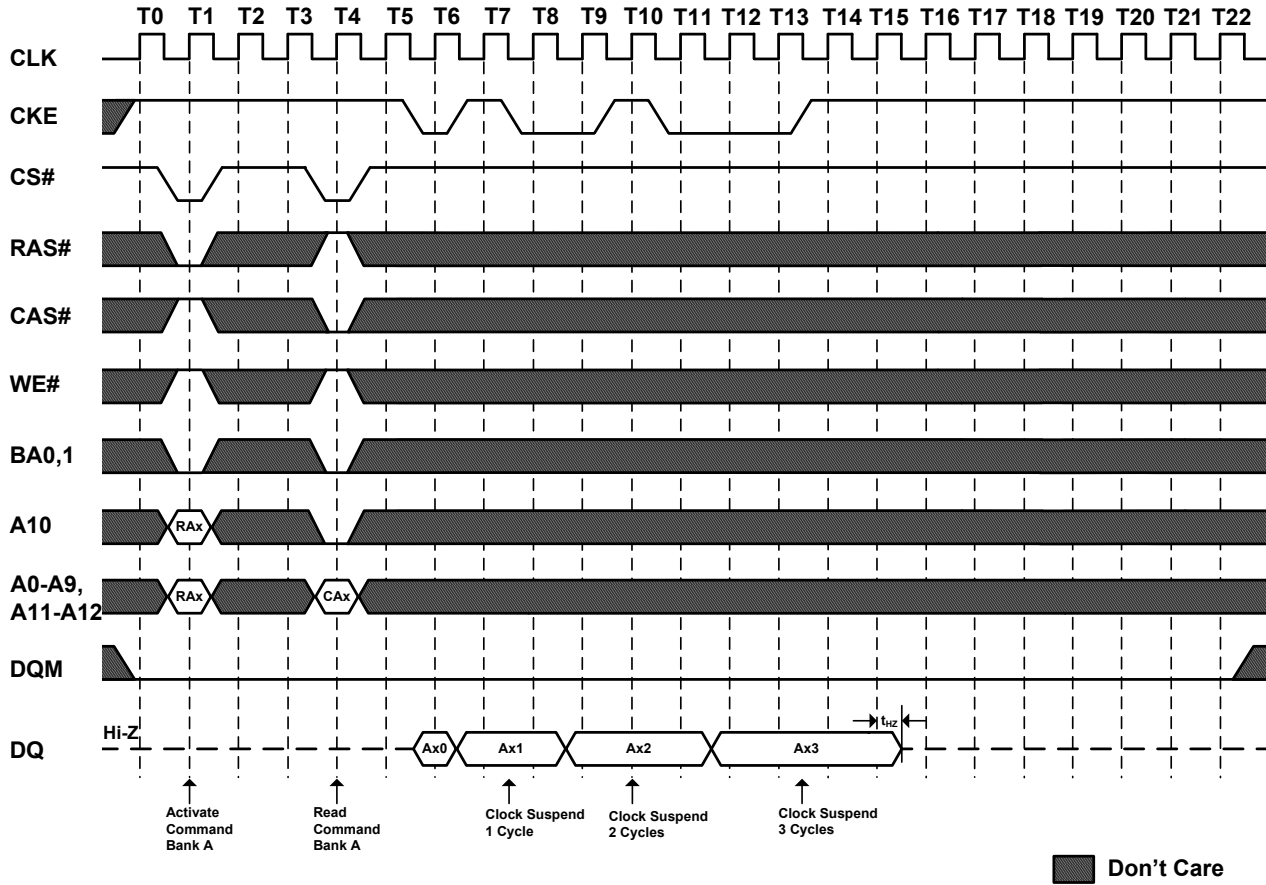 T0 T1 T2 T3 T4 T5 T6 T7 T8 T9 T10 T11 T12 T13 T14 T15 T16 T17 T18 T19 T20 T21 T22
CLK
CKE
CS#
RAS#
CAS#
WE#
BA0,1
A10 RAx
A0-A9,
A11-A12 RAx CAx
DQM
tHZ
Hi-Z
DQ Ax0 Ax1 Ax2 Ax3
Activate
Command
Bank A
Read
Command
Bank A
Clock Suspend
1 Cycle
Clock Suspend
2 Cycles
Clock Suspend
3 Cycles
Don't Care